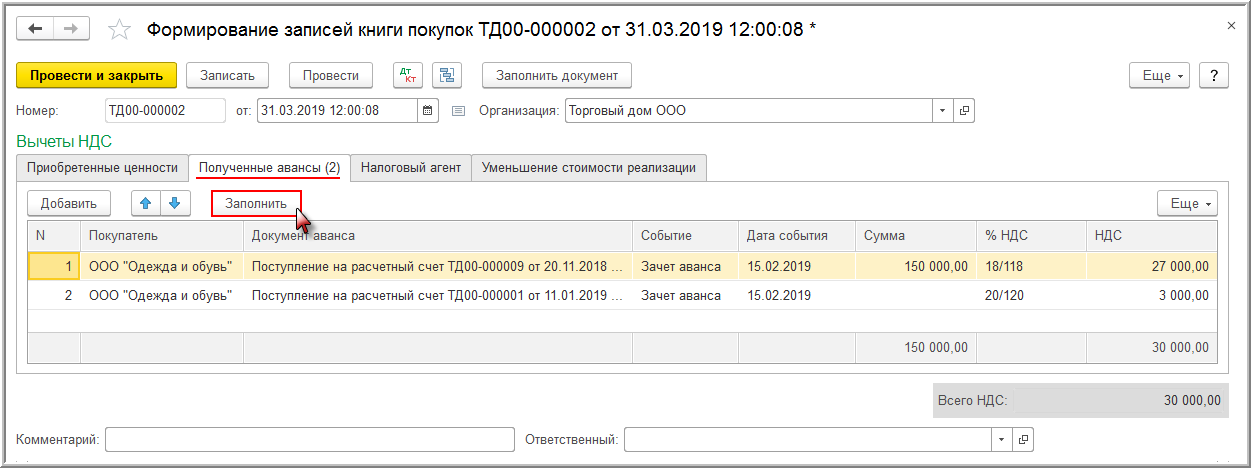 Формирование записей книги покупок ТД00-000002 от 31.03.2019 12:00:08 *
Провести и закрыть Записать Провести Дт Кт Заполнить документ Еще ?
Номер: ТД00-000002 от: 31.03.2019 12:00:08 Организация: Торговый дом ООО
Вычеты НДС
Приобретенные ценности Полученные авансы (2) Налоговый агент Уменьшение стоимости реализации
Добавить Заполнить Еще
N Покупатель Документ аванса Событие Дата события Сумма % НДС НДС
1 ООО "Одежда и обувь" Поступление на расчетный счет ТД00-000009 от 20.11.2018 ... Зачет аванса 15.02.2019 150 000,00 18/118 27 000,00
2 ООО "Одежда и обувь" Поступление на расчетный счет ТД00-000001 от 11.01.2019 ... Зачет аванса 15.02.2019 20/120 3 000,00
150 000,00 30 000,00
Всего НДС: 30 000,00
Комментарий: Ответственный: